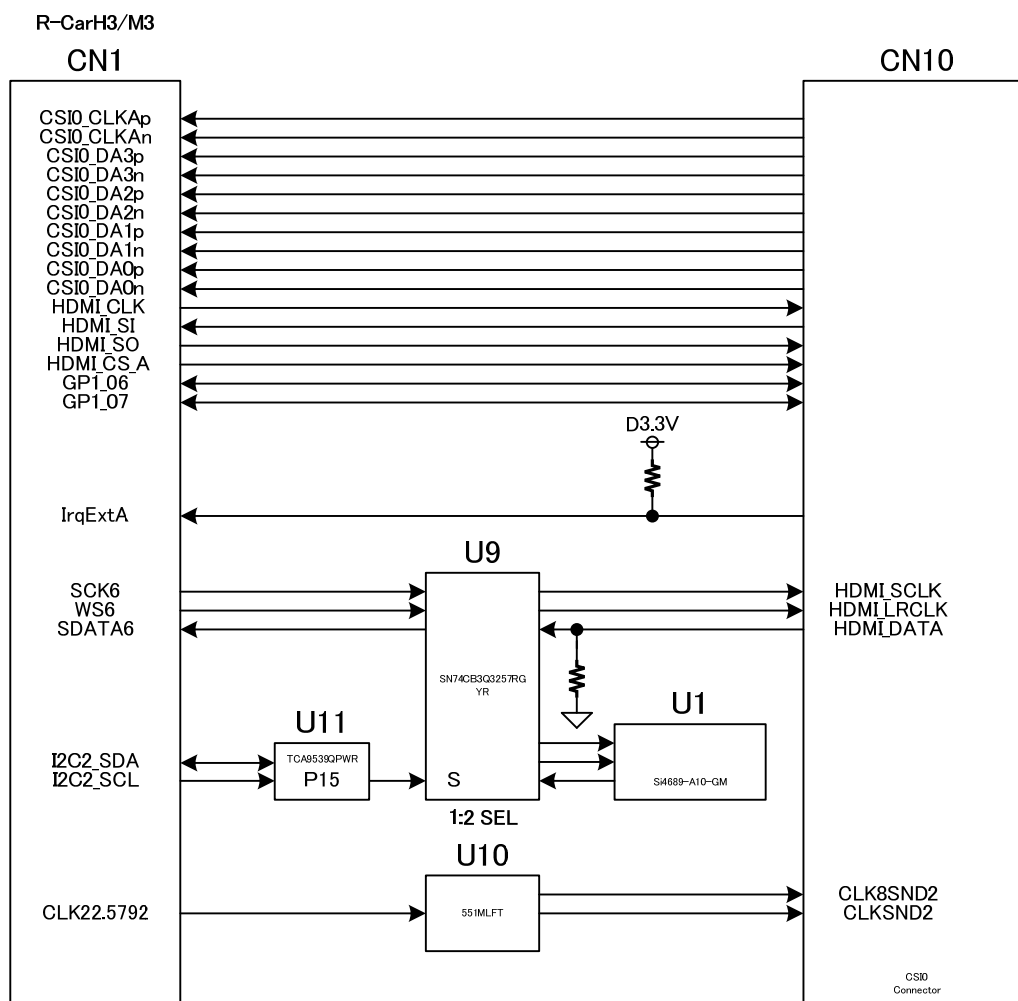 R-CarH3/M3
CN1
CN10
CSI0_CLKAp
CSI0_CLKAn
CSI0_DA3p
CSI0_DA3n
CSI0_DA2p
CSI0_DA2n
CSI0_DA1p
CSI0_DA1n
CSI0_DA0p
CSI0_DA0n
HDMI_CLK
HDMI_SI
HDMI_SO
HDMI_CS_A
GP1_06
GP1_07
D3.3V
IrqExtA
U9
SCK6
WS6
SDATA6
HDMI_SCLK
HDMI_LRCLK
HDMI_DATA
SN74CB3Q3257RG
YR
U11
U1
I2C2_SDA
I2C2_SCL
TCA9539QPWR
P15
S
Si4689-A10-GM
1:2 SEL
U10
CLK22.5792
551MLFT
CLK8SND2
CLKSND2
CSI0
Connector